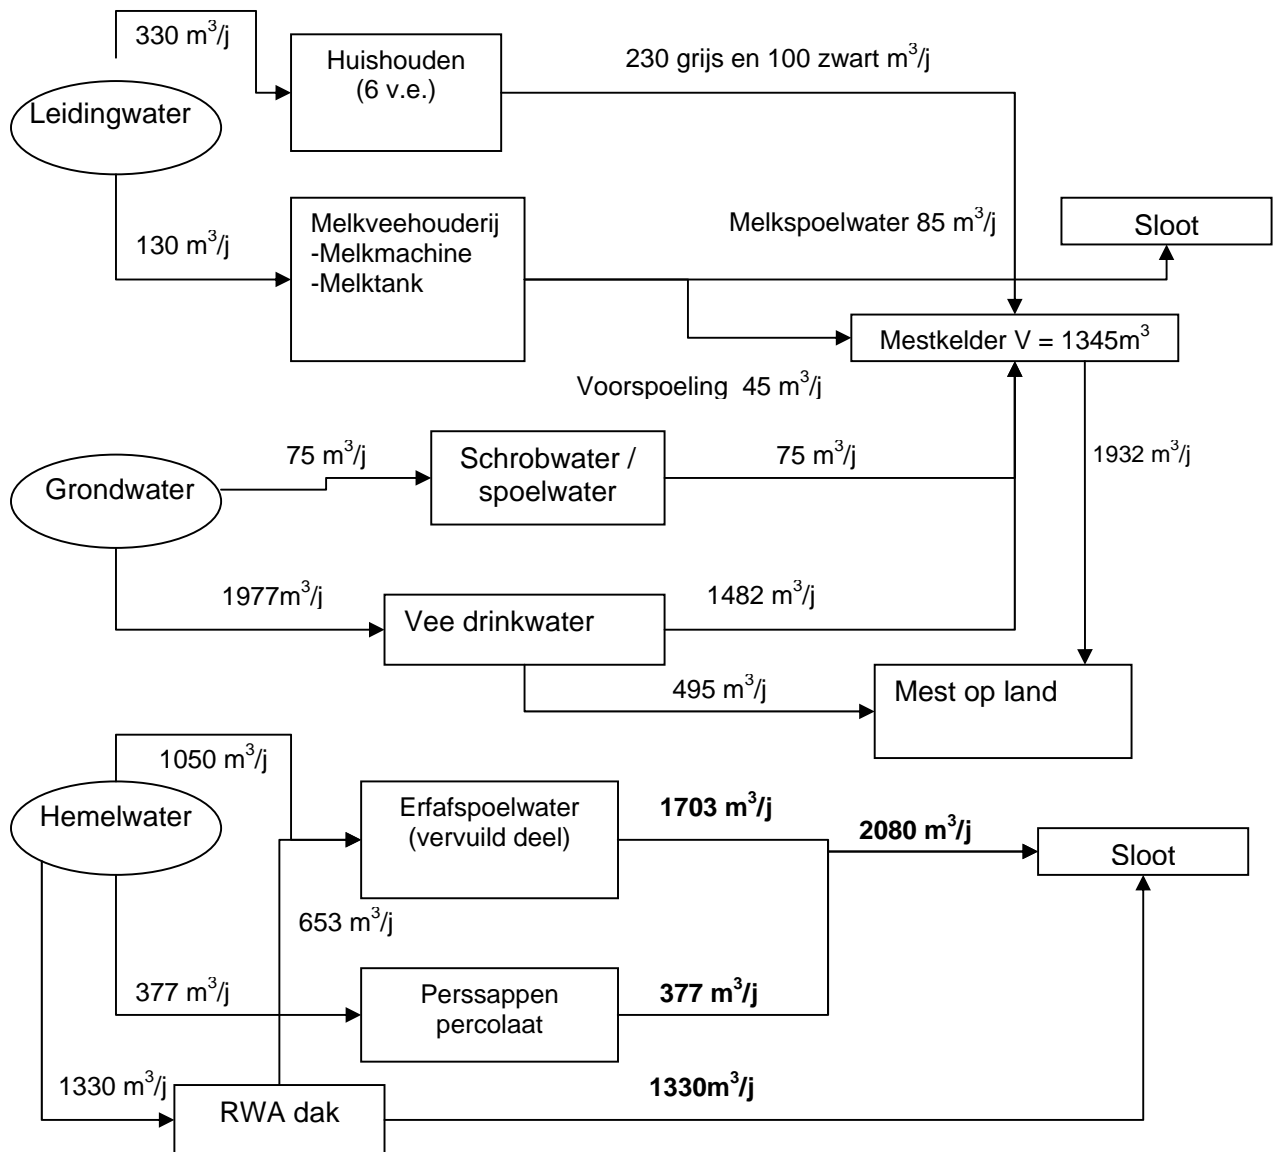 330 m³/j
Huishouden
(6 v.e.)
230 grijs en 100 zwart m³/j
Leidingwater
130 m³/j
Melkveehouderij
-Melkmachine
-Melktank
Melkspoelwater 85 m³/j
Sloot
Mestkelder V = 1345m³
Voorspoeling 45 m³/j
Grondwater
75 m³/j
Schrobwater /
spoelwater
75 m³/j
1932 m³/j
1977m³/j
Vee drinkwater
1482 m³/j
495 m³/j
Mest op land
1050 m³/j
Hemelwater
Erfafspoelwater
(vervuild deel)
1703 m³/j
2080 m³/j
Sloot
653 m³/j
377 m³/j
Perssappen
percolaat
377 m³/j
1330 m³/j
RWA dak
1330m³/j